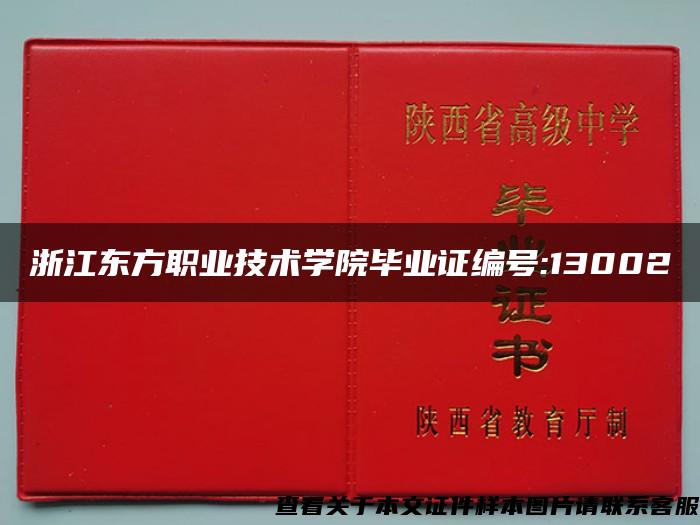 陕西省高级中学
毕业证书
浙江东方职业技术学院毕业证编号:13002
陕西省教育厅制
查看关于本文证件样本图片请联系客服